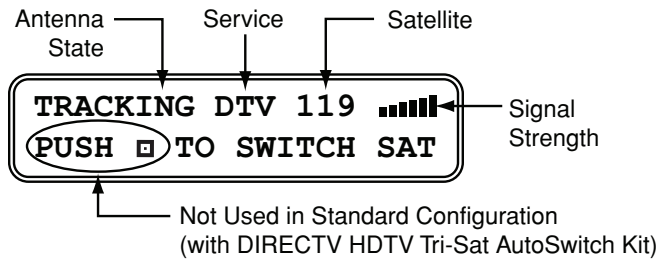 Antenna State
Service
Satellite
TRACKING DTV 119
PUSH ⊡ TO SWITCH SAT
Signal Strength
Not Used in Standard Configuration
(with DIRECTV HDTV Tri-Sat AutoSwitch Kit)